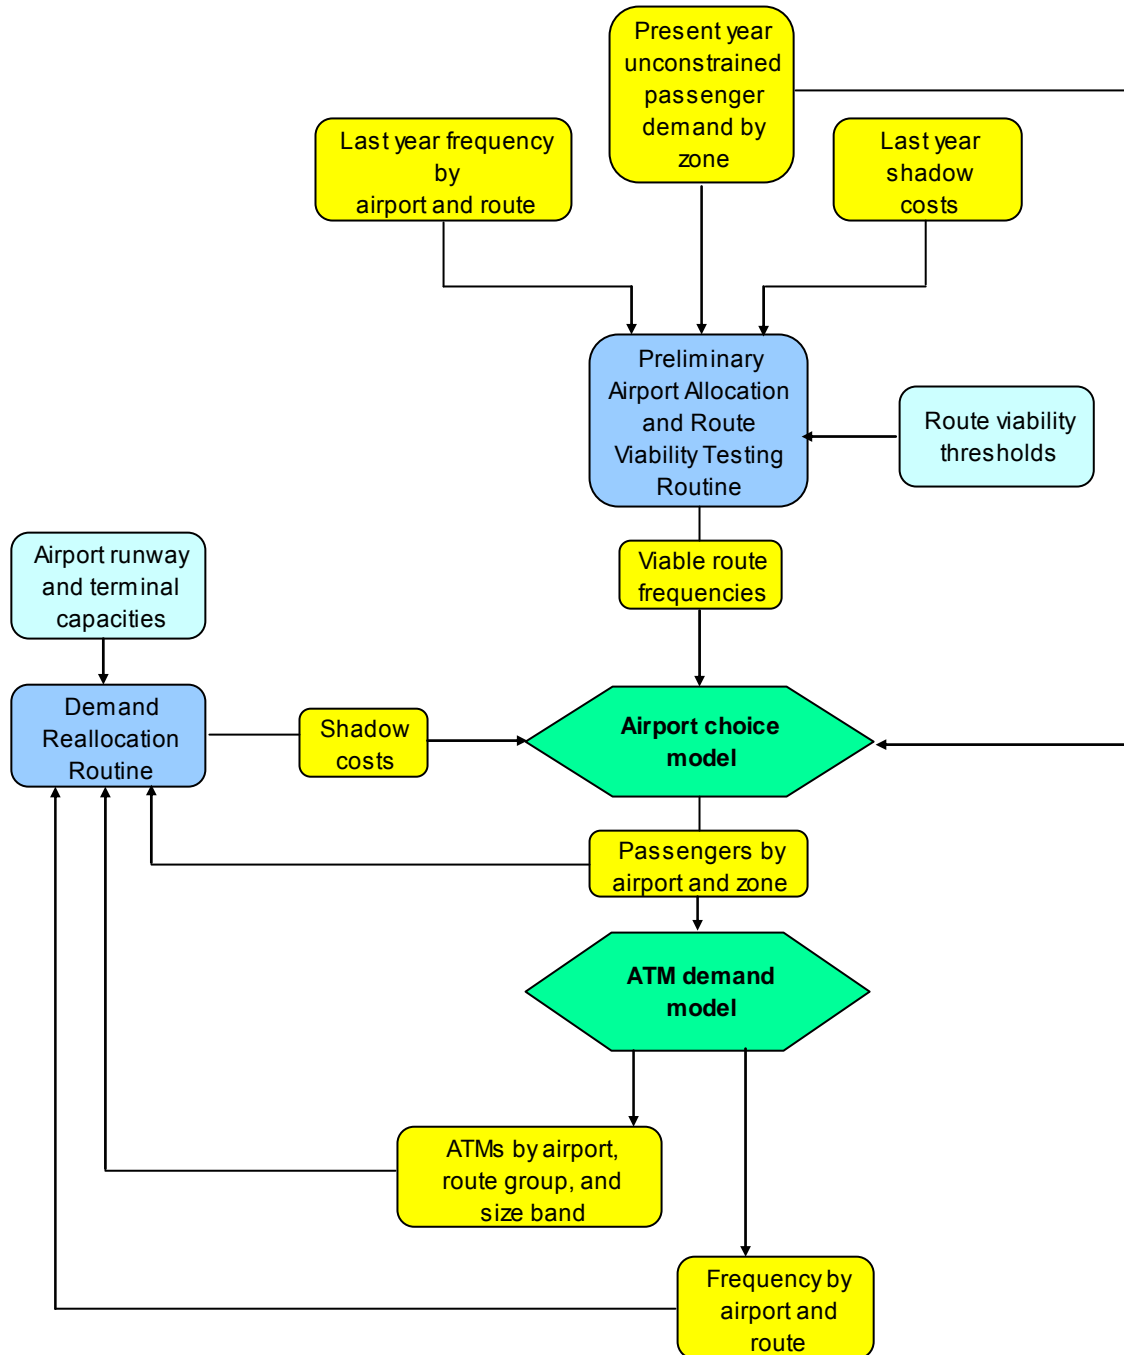 Present year
unconstrained
passenger
demand by
zone
Last year frequency
by
airport and route
Last year
shadow
costs
Preliminary
Airport Allocation
and Route
Viability Testing
Routine
Route viability
thresholds
Airport runway
and terminal
capacities
Viable route
frequencies
Demand
Reallocation
Routine
Shadow
costs
Airport choice
model
Passengers by
airport and zone
ATM demand
model
ATMs by airport,
route group, and
size band
Frequency by
airport and
route